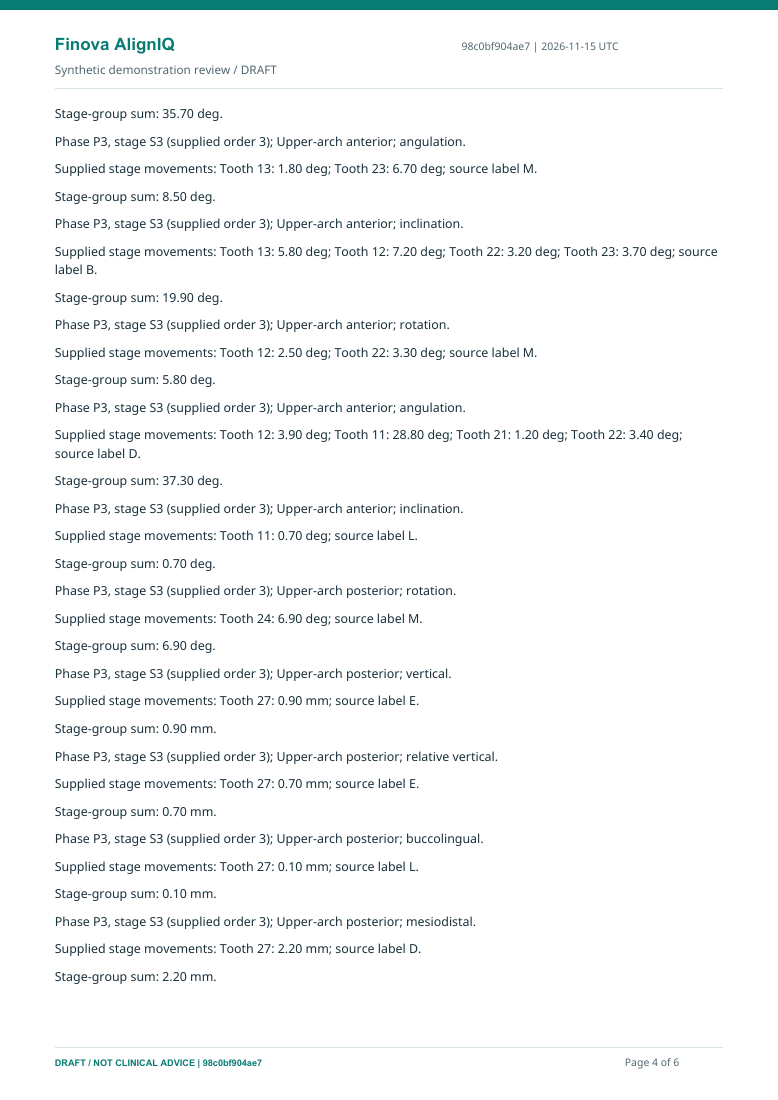 Finova AlignIQ
98c0bf904ae7 | 2026-11-15 UTC
Synthetic demonstration review / DRAFT
Stage-group sum: 35.70 deg.
Phase P3, stage S3 (supplied order 3); Upper-arch anterior; angulation.
Supplied stage movements: Tooth 13: 1.80 deg; Tooth 23: 6.70 deg; source label M.
Stage-group sum: 8.50 deg.
Phase P3, stage S3 (supplied order 3); Upper-arch anterior; inclination.
Supplied stage movements: Tooth 13: 5.80 deg; Tooth 12: 7.20 deg; Tooth 22: 3.20 deg; Tooth 23: 3.70 deg; source
label B.
Stage-group sum: 19.90 deg.
Phase P3, stage S3 (supplied order 3); Upper-arch anterior; rotation.
Supplied stage movements: Tooth 12: 2.50 deg; Tooth 22: 3.30 deg; source label M.
Stage-group sum: 5.80 deg.
Phase P3, stage S3 (supplied order 3); Upper-arch anterior; angulation.
Supplied stage movements: Tooth 12: 3.90 deg; Tooth 11: 28.80 deg; Tooth 21: 1.20 deg; Tooth 22: 3.40 deg;
source label D.
Stage-group sum: 37.30 deg.
Phase P3, stage S3 (supplied order 3); Upper-arch anterior; inclination.
Supplied stage movements: Tooth 11: 0.70 deg; source label L.
Stage-group sum: 0.70 deg.
Phase P3, stage S3 (supplied order 3); Upper-arch posterior; rotation.
Supplied stage movements: Tooth 24: 6.90 deg; source label M.
Stage-group sum: 6.90 deg.
Phase P3, stage S3 (supplied order 3); Upper-arch posterior; vertical.
Supplied stage movements: Tooth 27: 0.90 mm; source label E.
Stage-group sum: 0.90 mm.
Phase P3, stage S3 (supplied order 3); Upper-arch posterior; relative vertical.
Supplied stage movements: Tooth 27: 0.70 mm; source label E.
Stage-group sum: 0.70 mm.
Phase P3, stage S3 (supplied order 3); Upper-arch posterior; buccolingual.
Supplied stage movements: Tooth 27: 0.10 mm; source label L.
Stage-group sum: 0.10 mm.
Phase P3, stage S3 (supplied order 3); Upper-arch posterior; mesiodistal.
Supplied stage movements: Tooth 27: 2.20 mm; source label D.
Stage-group sum: 2.20 mm.
DRAFT / NOT CLINICAL ADVICE | 98c0bf904ae7
Page 4 of 6